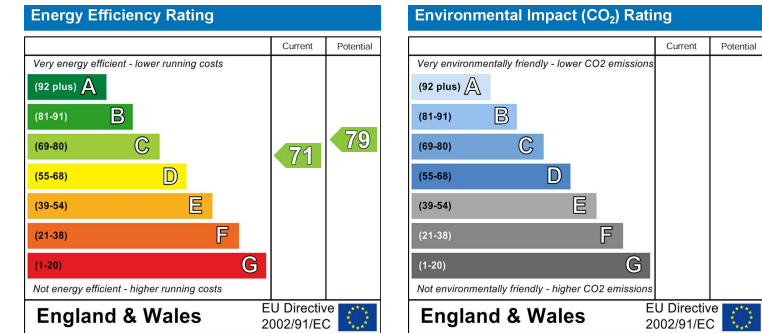 Energy Efficiency Rating
Current Potential
Very energy efficient - lower running costs
(92 plus) A
(81-91) B
(69-80) C
(55-68) D
(39-54) E
(21-38) F
(1-20) G
71
79
Not energy efficient - higher running costs
England & Wales
EU Directive
2002/91/EC
Environmental Impact (CO₂) Rating
Current Potential
Very environmentally friendly - lower CO2 emissions
(92 plus) A
(81-91) B
(69-80) C
(55-68) D
(39-54) E
(21-38) F
(1-20) G
Not environmentally friendly - higher CO2 emissions
England & Wales
EU Directive
2002/91/EC